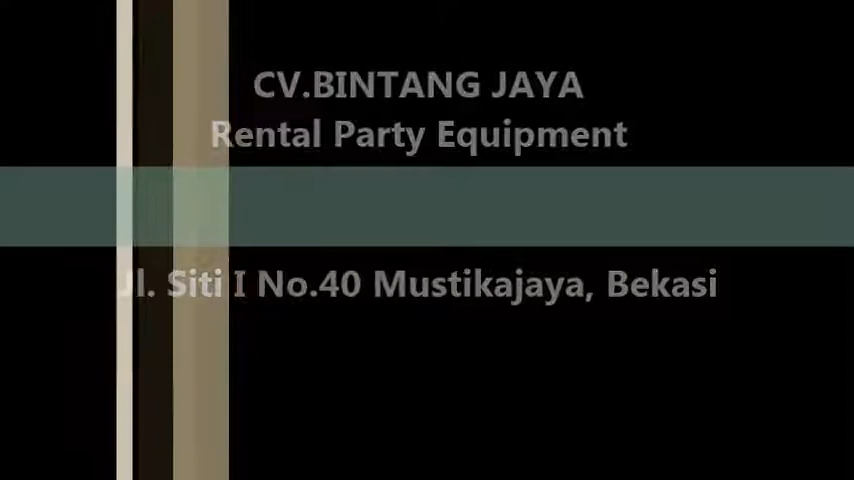 CV.BINTANG JAYA
Rental Party Equipment
Jl. Siti I No.40 Mustikajaya, Bekasi